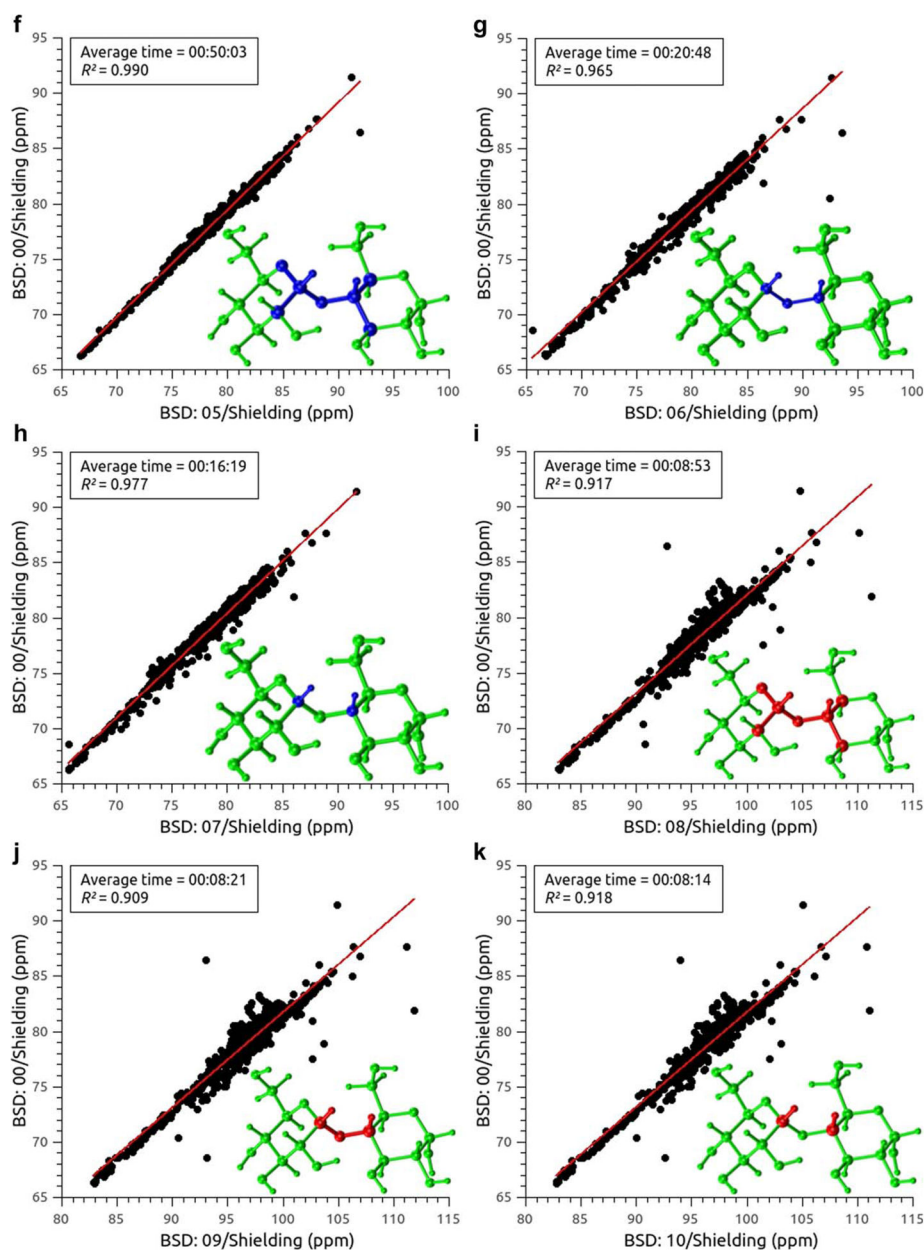 f
95
90
85
80
75
70
65
65 70 75 80 85 90 95 100
BSD: 00/Shielding (ppm)
Average time = 00:50:03
R² = 0.990
BSD: 05/Shielding (ppm)
g
95
90
85
80
75
70
65
65 70 75 80 85 90 95 100
BSD: 00/Shielding (ppm)
Average time = 00:20:48
R² = 0.965
BSD: 06/Shielding (ppm)
h
95
90
85
80
75
70
65
65 70 75 80 85 90 95 100
BSD: 00/Shielding (ppm)
Average time = 00:16:19
R² = 0.977
BSD: 07/Shielding (ppm)
i
95
90
85
80
75
70
65
80 85 90 95 100 105 110 115
BSD: 00/Shielding (ppm)
Average time = 00:08:53
R² = 0.917
BSD: 08/Shielding (ppm)
j
95
90
85
80
75
70
65
80 85 90 95 100 105 110 115
BSD: 00/Shielding (ppm)
Average time = 00:08:21
R² = 0.909
BSD: 09/Shielding (ppm)
k
95
90
85
80
75
70
65
80 85 90 95 100 105 110 115
BSD: 00/Shielding (ppm)
Average time = 00:08:14
R² = 0.918
BSD: 10/Shielding (ppm)